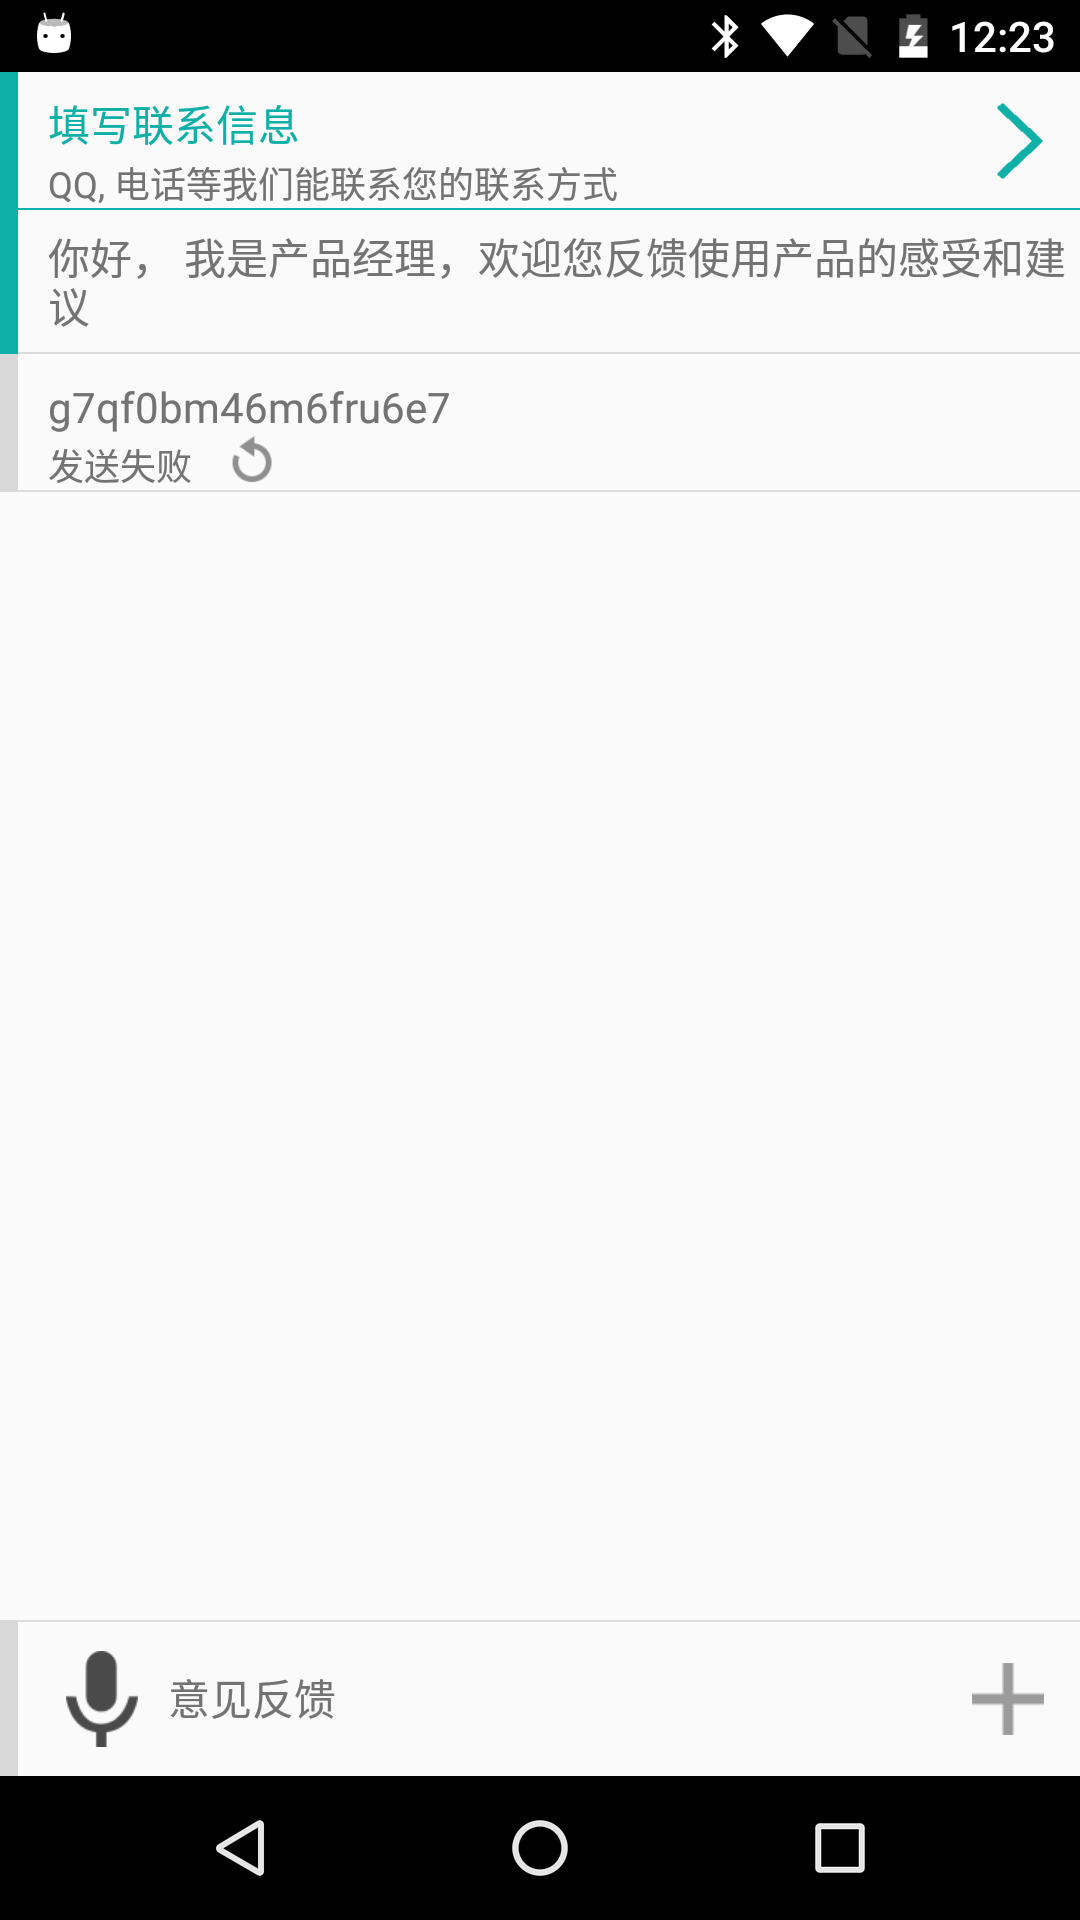 12:23
填写联系信息
QQ, 电话等我们能联系您的联系方式
你好， 我是产品经理，欢迎您反馈使用产品的感受和建
议
g7qf0bm46m6fru6e7
发送失败
意见反馈